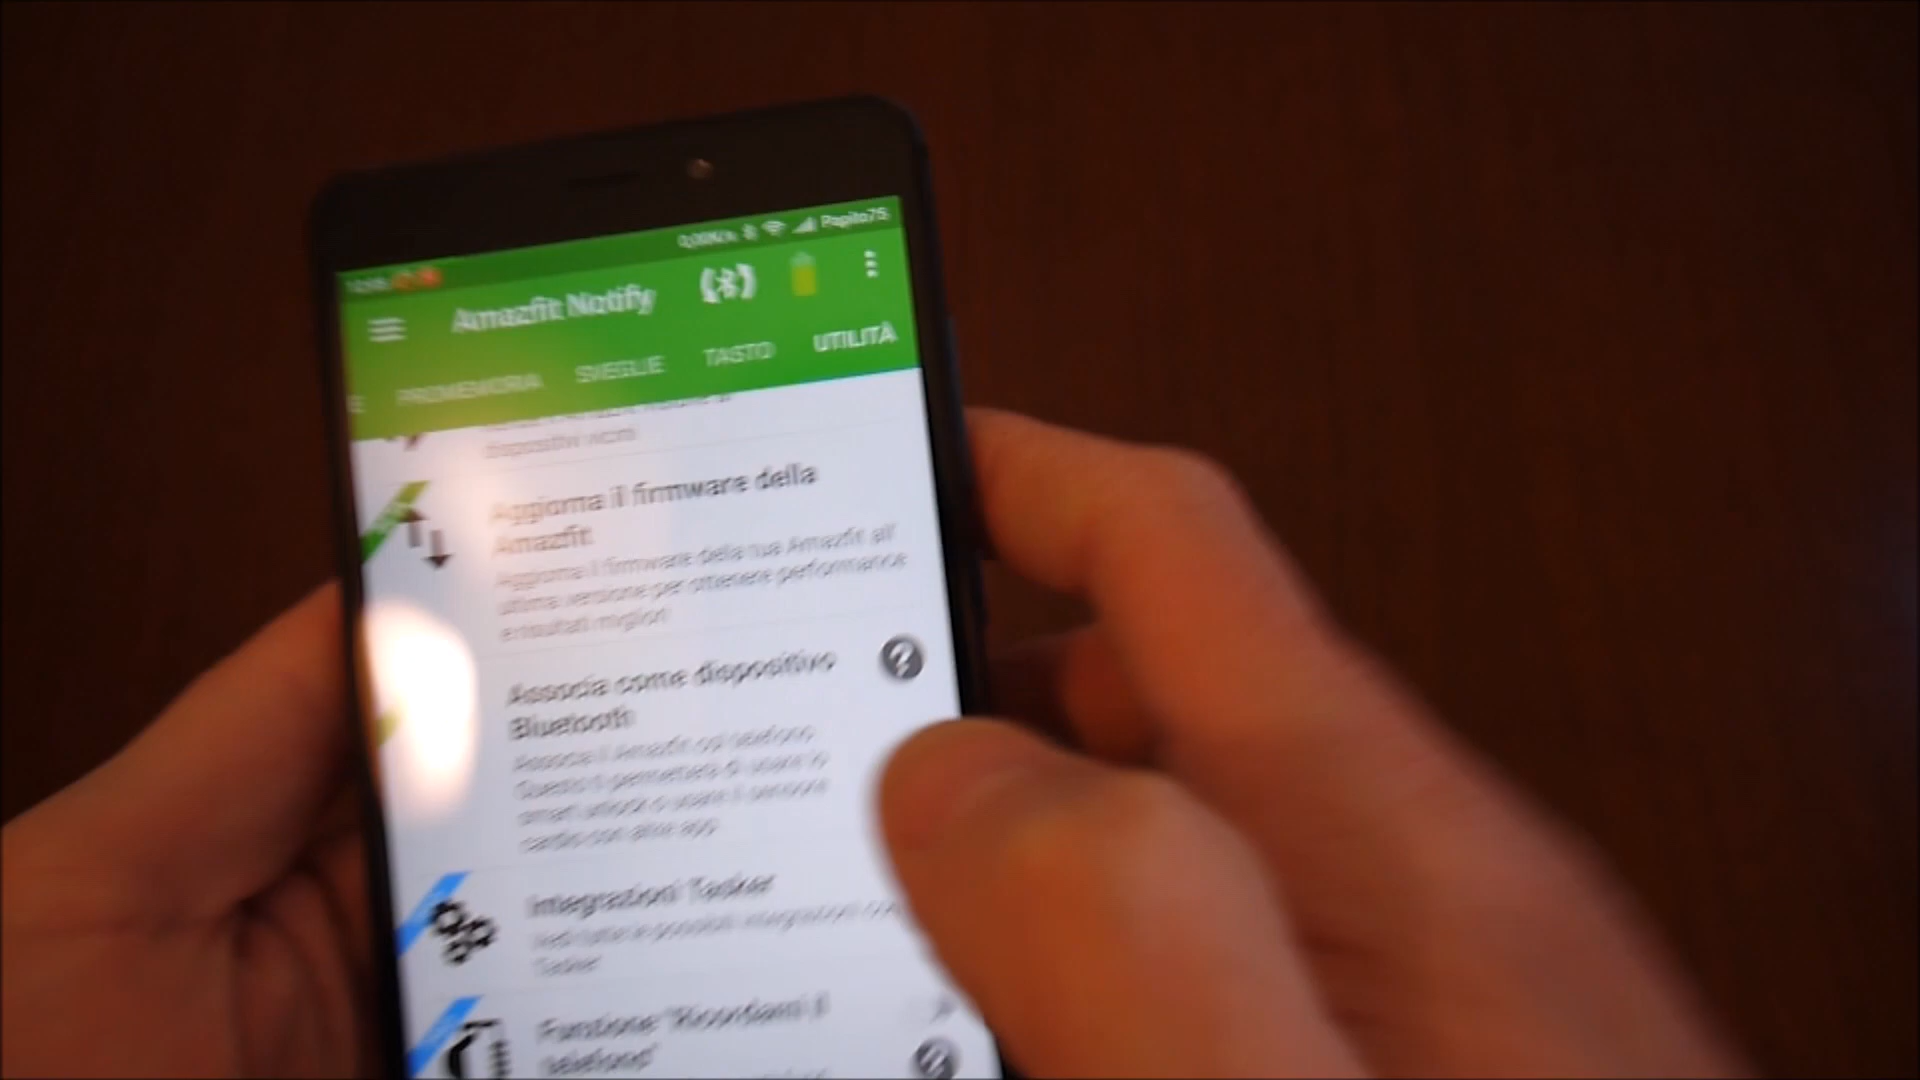 0,00K/s Papito75
Amazfit Notify
E PROMEMORIA SVEGLIE TASTO UTILITÀ
dispositivi vicini
Aggiorna il firmware della
Amazfit
Aggiorna il firmware della tua Amazfit all'
ultima versione per ottenere performance
e risultati migliori
Associa come dispositivo
Bluetooth
Associa il Amazfit col telefono
Questo ti permetterà di usare lo
smart unlock o usare il sensore
cardio con altre app
Integrazioni Tasker
Vedi tutte le possibili integrazioni con
Tasker
Funzione "Ricordami il
telefono"